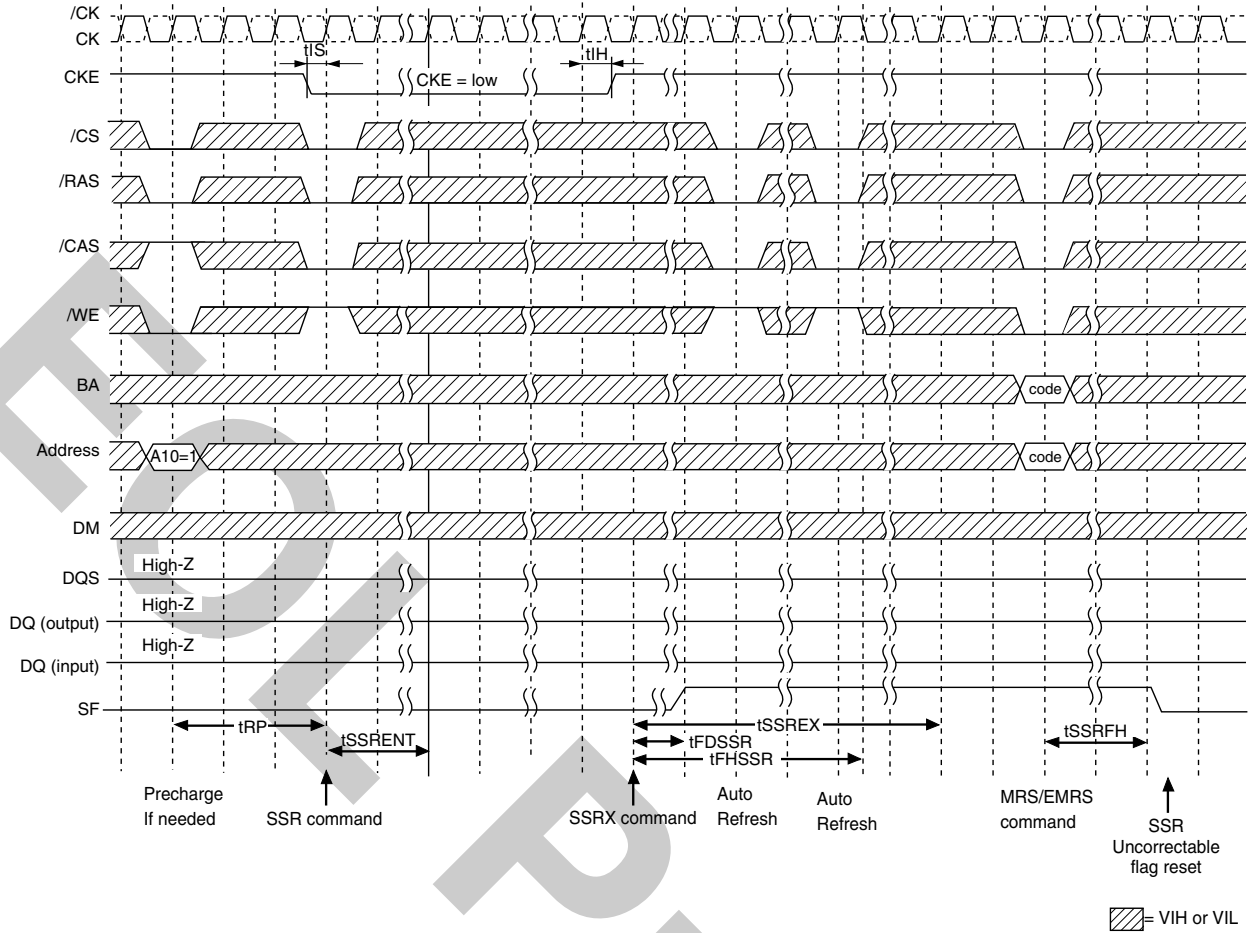 /CK
CK
tIS
tIH
CKE
CKE = low
/CS
/RAS
/CAS
/WE
BA
code
Address
A10=1
code
DM
High-Z
DQS
High-Z
DQ (output)
High-Z
DQ (input)
SF
tRP
tSSREX
tSSRFH
tSSRENT
tFDSSR
tFHSSR
Precharge
If needed
SSR command
SSRX command
Auto
Refresh
Auto
Refresh
MRS/EMRS
command
SSR
Uncorrectable
flag reset
= VIH or VIL
EOL P